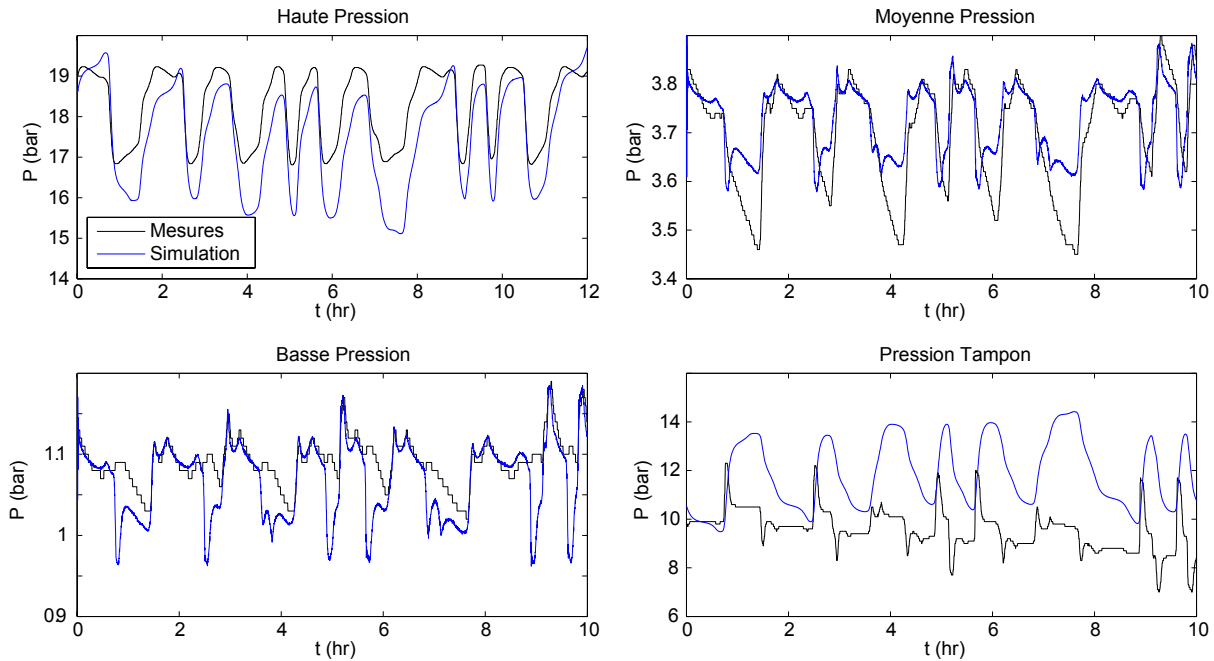 Haute Pression
19
18
17
16
15
14
P (bar)
Mesures
Simulation
0 2 4 6 8 10 12
t (hr)
Moyenne Pression
3.8
3.7
3.6
3.5
3.4
P (bar)
0 2 4 6 8 10
t (hr)
Basse Pression
1.1
1
09
P (bar)
0 2 4 6 8 10
t (hr)
Pression Tampon
14
12
10
8
6
P (bar)
0 2 4 6 8 10
t (hr)